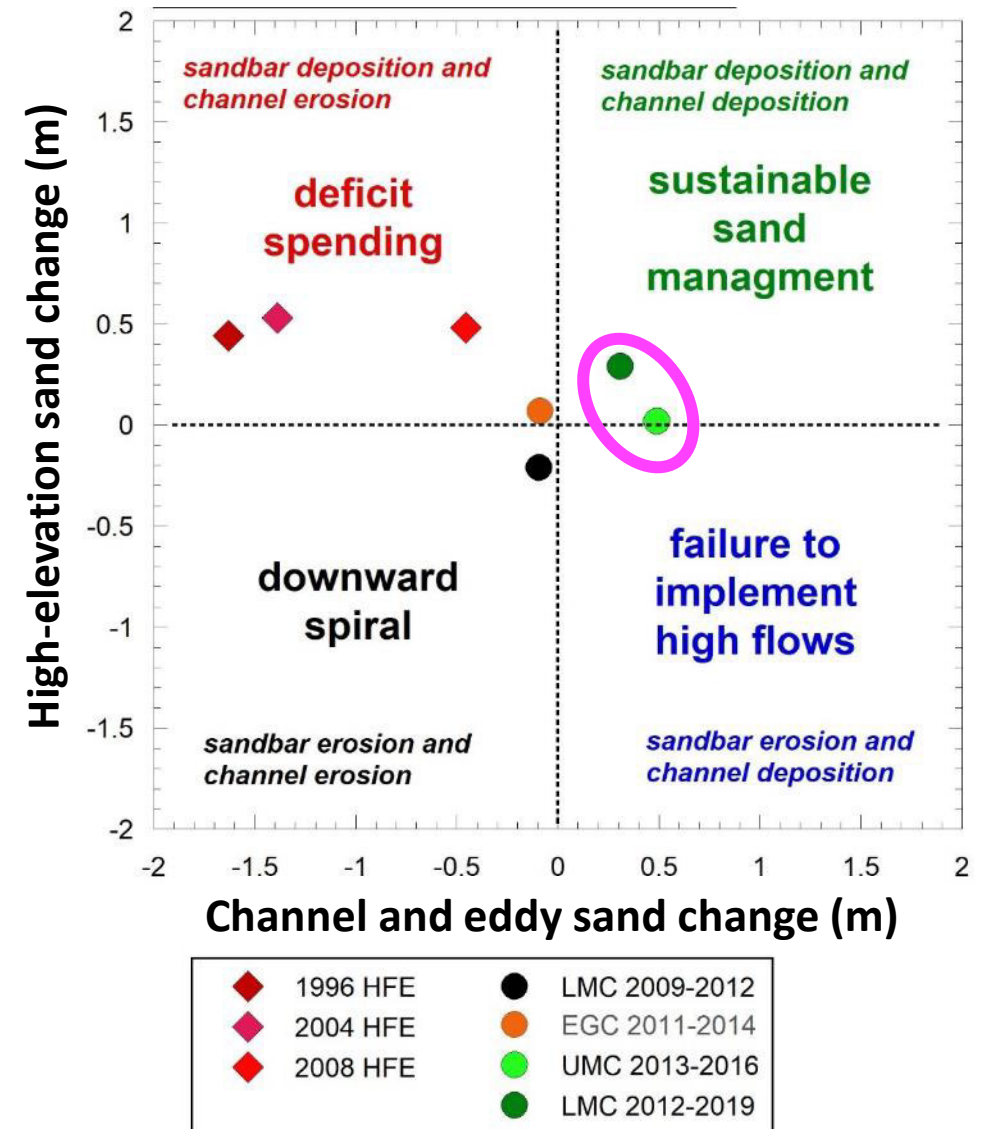 High-elevation sand change (m)
2
1.5
1
0.5
0
-0.5
-1
-1.5
-2
sandbar deposition and
channel erosion
sandbar deposition and
channel deposition
deficit
spending
sustainable
sand
managment
downward
spiral
failure to
implement
high flows
sandbar erosion and
channel erosion
sandbar erosion and
channel deposition
-2 -1.5 -1 -0.5 0 0.5 1 1.5 2
Channel and eddy sand change (m)
1996 HFE
2004 HFE
2008 HFE
LMC 2009-2012
EGC 2011-2014
UMC 2013-2016
LMC 2012-2019